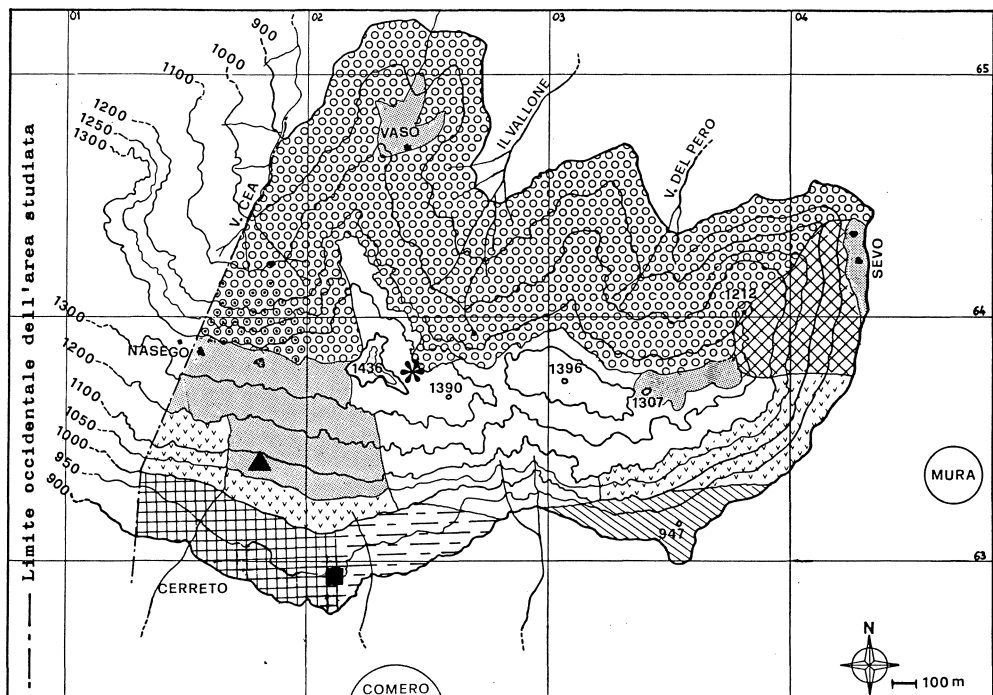 01
02
03
04
900
1000
1100
1200
1250
1300
65
VASO
IL VALLONE
V. DEL PERO
V. CEA
SEVO
1212
64
1300
NASEGO
1436
1390
1396
1307
1200
1100
1050
1000
950
900
MURA
947
63
CERRETO
COMERO
N
100 m
Limite occidentale dell'area studiata